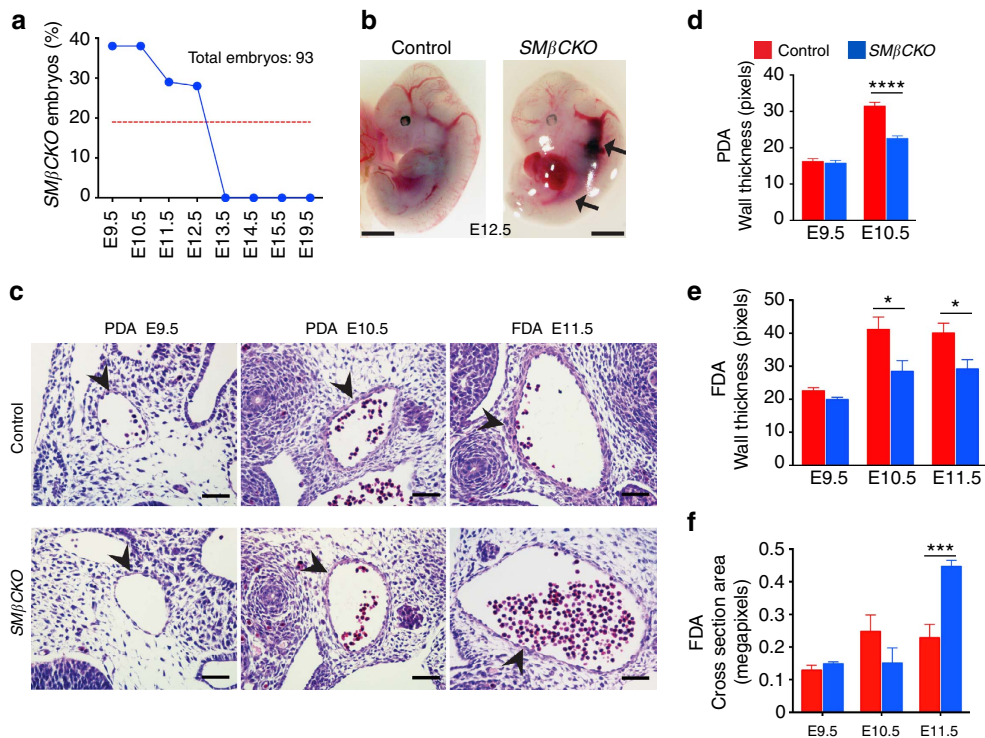 a
SMβCKO embryos (%)
40
30
20
10
0
Total embryos: 93
E9.5
E10.5
E11.5
E12.5
E13.5
E14.5
E15.5
E19.5
b
Control
SMβCKO
E12.5
c
PDA E9.5
PDA E10.5
FDA E11.5
Control
SMβCKO
d
Control
SMβCKO
PDA
Wall thickness (pixels)
40
30
20
10
0
****
E9.5
E10.5
e
FDA
Wall thickness (pixels)
50
40
30
20
10
0
*
*
E9.5
E10.5
E11.5
f
FDA
Cross section area
(megapixels)
0.5
0.4
0.3
0.2
0.1
0
***
E9.5
E10.5
E11.5